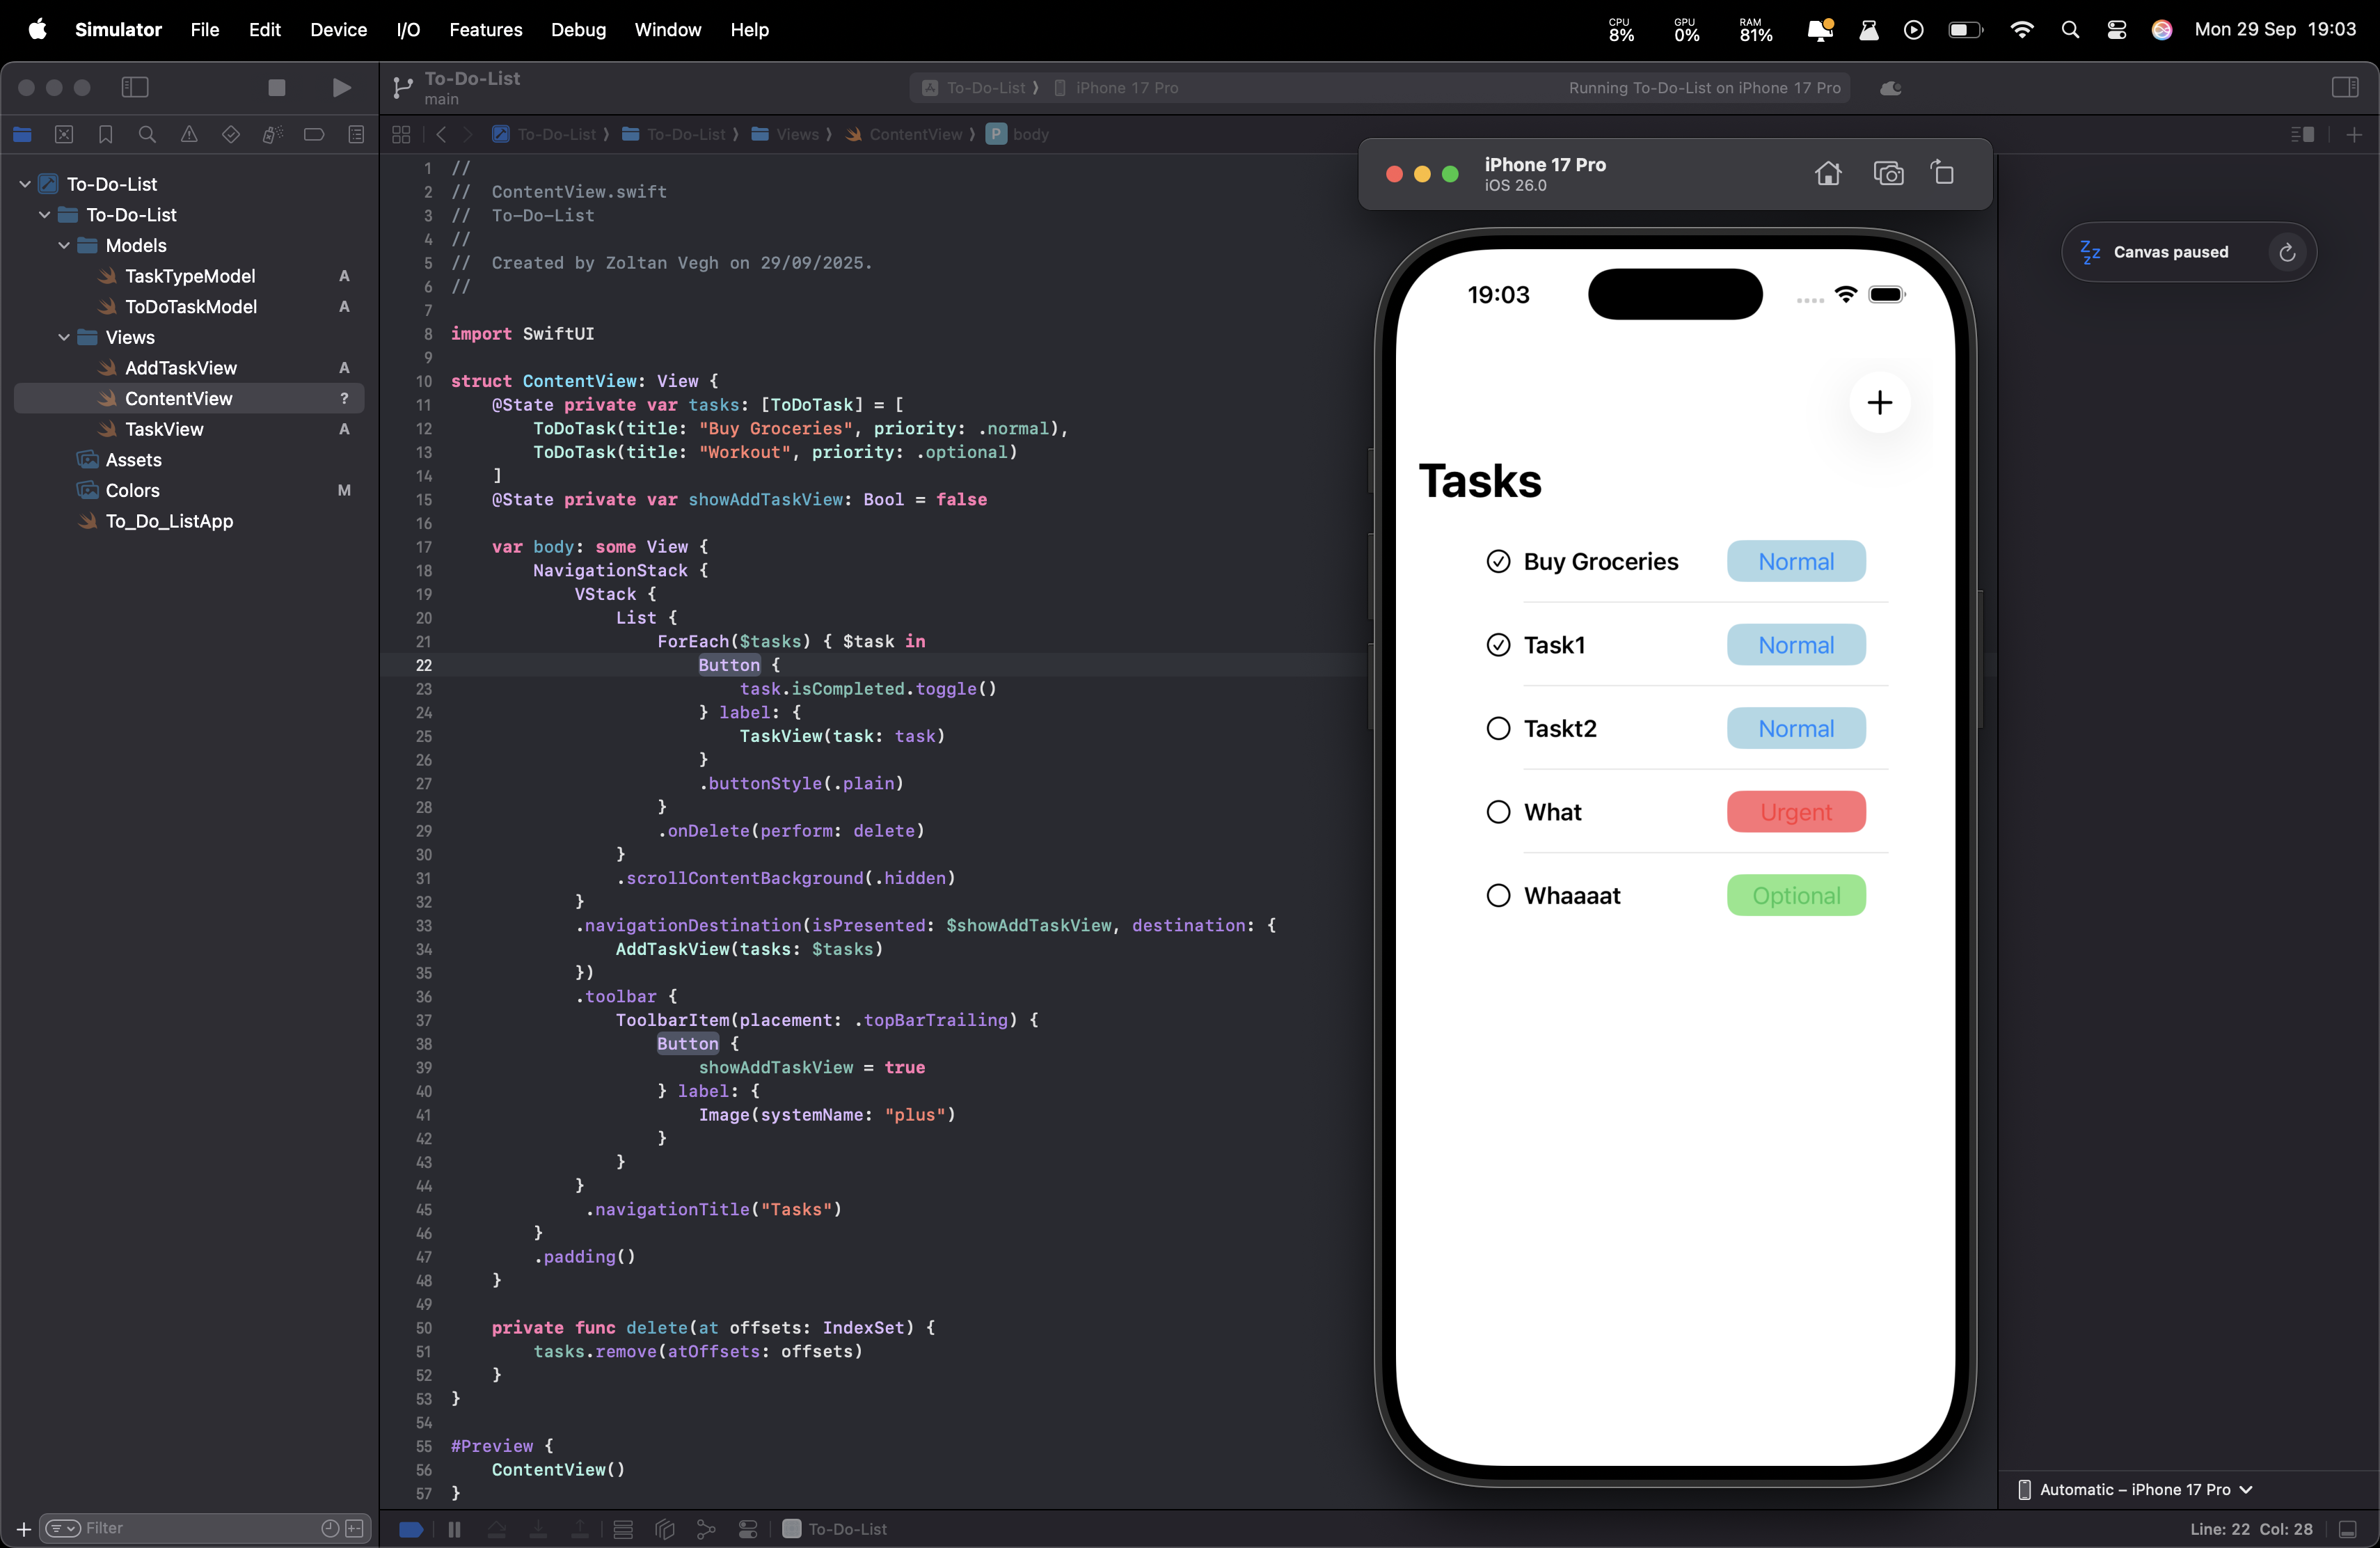 Simulator File Edit Device I/O Features Debug Window Help
CPU 8% GPU 0% RAM 81% Mon 29 Sep 19:03
To-Do-List
main
To-Do-List iPhone 17 Pro Running To-Do-List on iPhone 17 Pro
To-Do-List To-Do-List Views ContentView P body
To-Do-List
To-Do-List
Models
TaskTypeModel A
ToDoTaskModel A
Views
AddTaskView A
ContentView ?
TaskView A
Assets
Colors M
To_Do_ListApp
Filter
1 //
2 // ContentView.swift
3 // To-Do-List
4 //
5 // Created by Zoltan Vegh on 29/09/2025.
6 //
7
8 import SwiftUI
9
10 struct ContentView: View {
11 @State private var tasks: [ToDoTask] = [
12 ToDoTask(title: "Buy Groceries", priority: .normal),
13 ToDoTask(title: "Workout", priority: .optional)
14 ]
15 @State private var showAddTaskView: Bool = false
16
17 var body: some View {
18 NavigationStack {
19 VStack {
20 List {
21 ForEach($tasks) { $task in
22 Button {
23 task.isCompleted.toggle()
24 } label: {
25 TaskView(task: task)
26 }
27 .buttonStyle(.plain)
28 }
29 .onDelete(perform: delete)
30 }
31 .scrollContentBackground(.hidden)
32 }
33 .navigationDestination(isPresented: $showAddTaskView, destination: {
34 AddTaskView(tasks: $tasks)
35 })
36 .toolbar {
37 ToolbarItem(placement: .topBarTrailing) {
38 Button {
39 showAddTaskView = true
40 } label: {
41 Image(systemName: "plus")
42 }
43 }
44 }
45 .navigationTitle("Tasks")
46 }
47 .padding()
48 }
49
50 private func delete(at offsets: IndexSet) {
51 tasks.remove(atOffsets: offsets)
52 }
53 }
54
55 #Preview {
56 ContentView()
57 }
iPhone 17 Pro
iOS 26.0
19:03
Tasks
Buy Groceries Normal
Task1 Normal
Taskt2 Normal
What Urgent
Whaaaat Optional
Canvas paused
Automatic – iPhone 17 Pro
To-Do-List
Line: 22 Col: 28